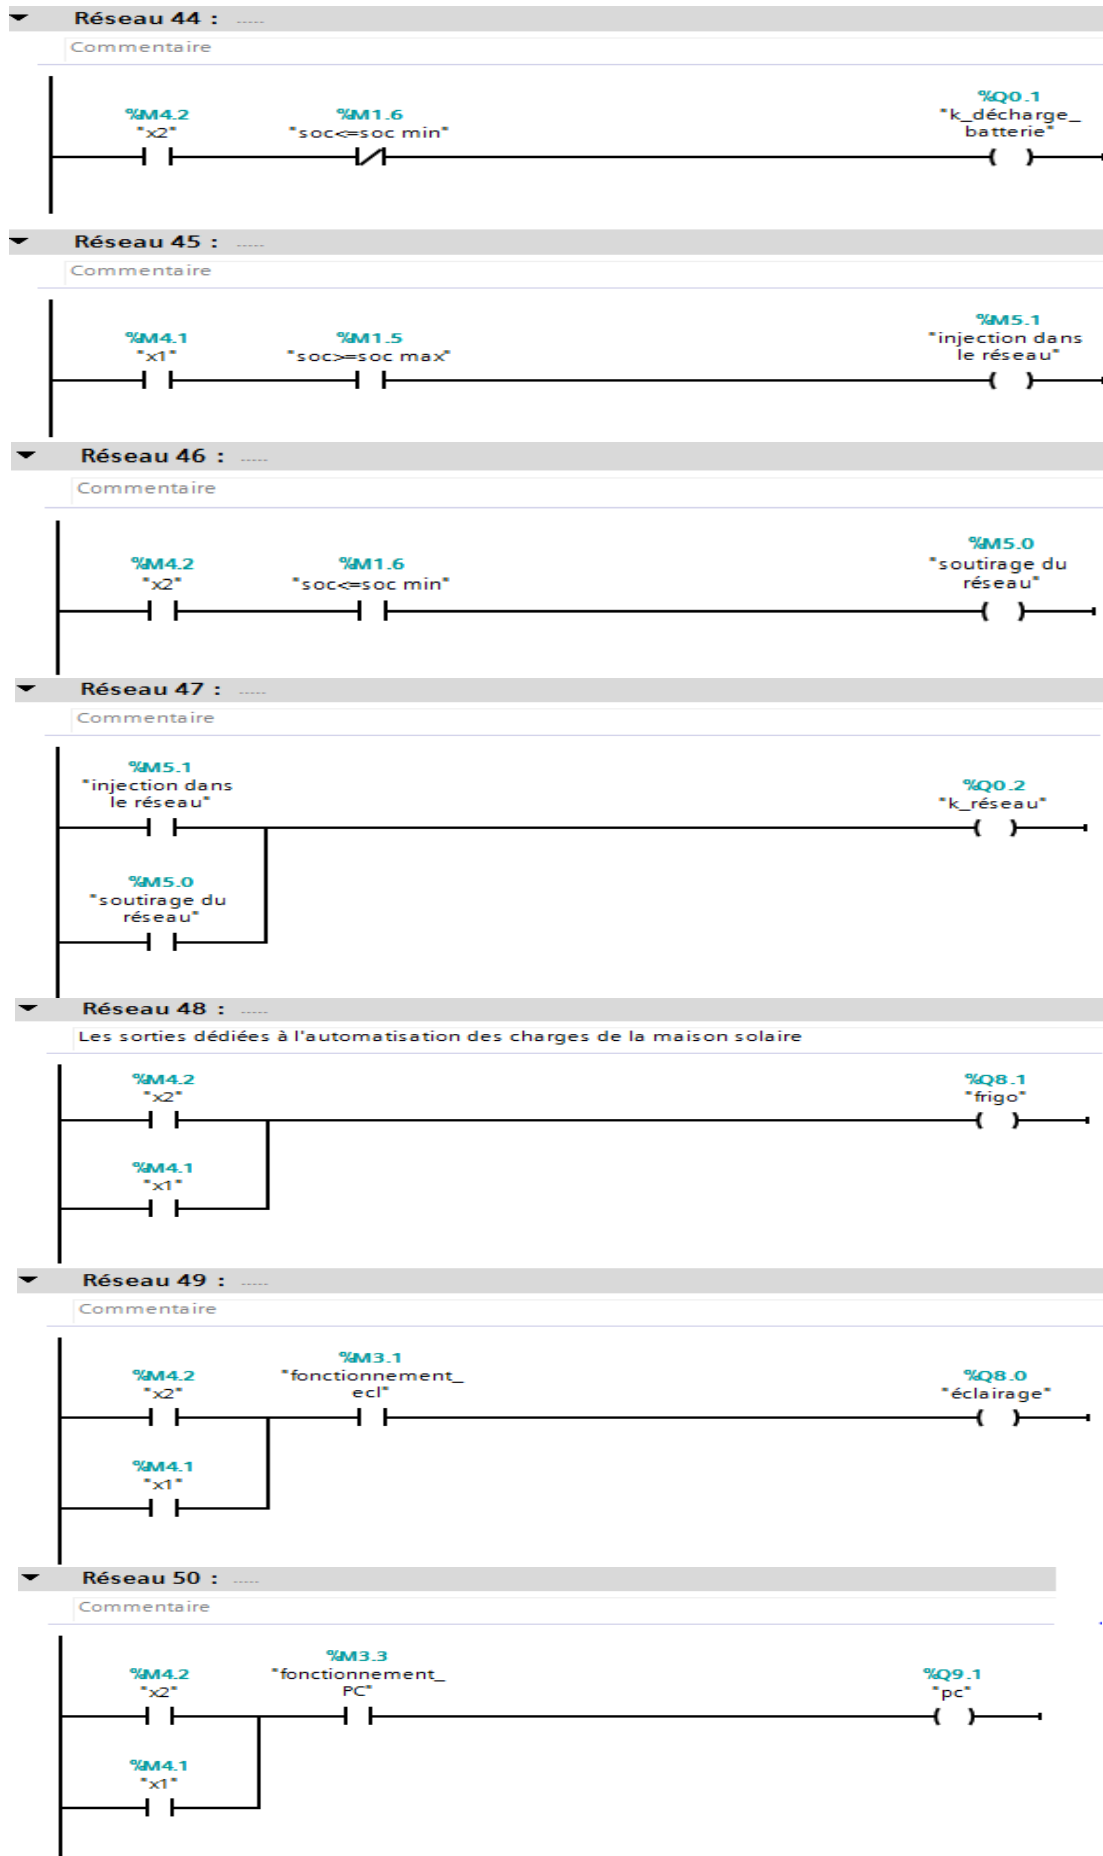 Réseau 44 : .....
Commentaire
%M4.2 %M1.6 %Q0.1
"x2" "soc<=soc min" "k_décharge_
batterie"
Réseau 45 : .....
Commentaire
%M4.1 %M1.5 %M5.1
"x1" "soc>=soc max" "injection dans
le réseau"
Réseau 46 : .....
Commentaire
%M4.2 %M1.6 %M5.0
"x2" "soc<=soc min" "soutirage du
réseau"
Réseau 47 : .....
Commentaire
%M5.1
"injection dans
le réseau"
%Q0.2
"k_réseau"
%M5.0
"soutirage du
réseau"
Réseau 48 : .....
Les sorties dédiées à l'automatisation des charges de la maison solaire
%M4.2 %Q8.1
"x2" "frigo"
%M4.1
"x1"
Réseau 49 : .....
Commentaire
%M4.2
"x2"
%M3.1
"fonctionnement_
ecl"
%Q8.0
"éclairage"
%M4.1
"x1"
Réseau 50 : .....
Commentaire
%M4.2
"x2"
%M3.3
"fonctionnement_
PC"
%Q9.1
"pc"
%M4.1
"x1"